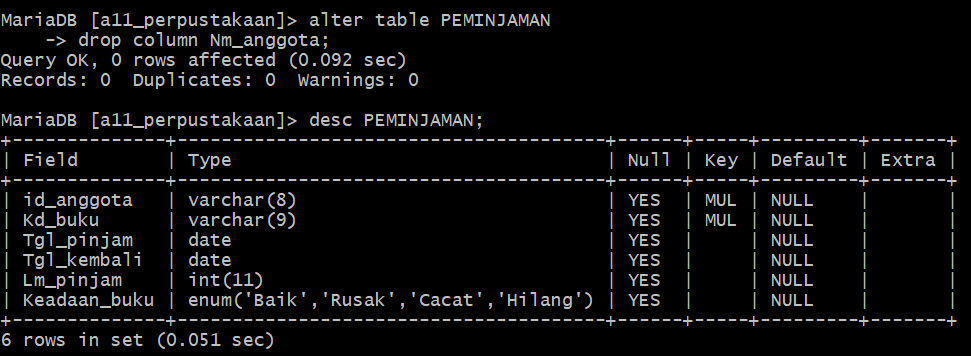 MariaDB [a11_perpustakaan]> alter table PEMINJAMAN
    -> drop column Nm_anggota;
Query OK, 0 rows affected (0.092 sec)
Records: 0  Duplicates: 0  Warnings: 0

MariaDB [a11_perpustakaan]> desc PEMINJAMAN;
+--------------+---------------------------------------+------+-----+---------+-------+
| Field        | Type                                  | Null | Key | Default | Extra |
+--------------+---------------------------------------+------+-----+---------+-------+
| id_anggota   | varchar(8)                            | YES  | MUL | NULL    |       |
| Kd_buku      | varchar(9)                            | YES  | MUL | NULL    |       |
| Tgl_pinjam   | date                                  | YES  |     | NULL    |       |
| Tgl_kembali  | date                                  | YES  |     | NULL    |       |
| Lm_pinjam    | int(11)                               | YES  |     | NULL    |       |
| Keadaan_buku | enum('Baik','Rusak','Cacat','Hilang') | YES  |     | NULL    |       |
+--------------+---------------------------------------+------+-----+---------+-------+
6 rows in set (0.051 sec)